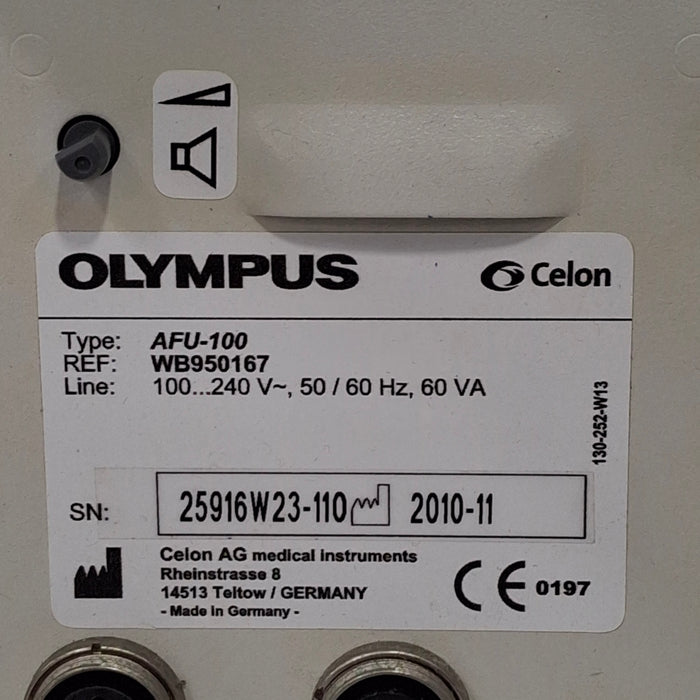 OLYMPUS Celon
Type: AFU-100
REF: WB950167
Line: 100...240 V~, 50 / 60 Hz, 60 VA
130-252-W13
SN: 25916W23-110 2010-11
Celon AG medical instruments
Rheinstrasse 8
14513 Teltow / GERMANY
- Made in Germany -
CE 0197